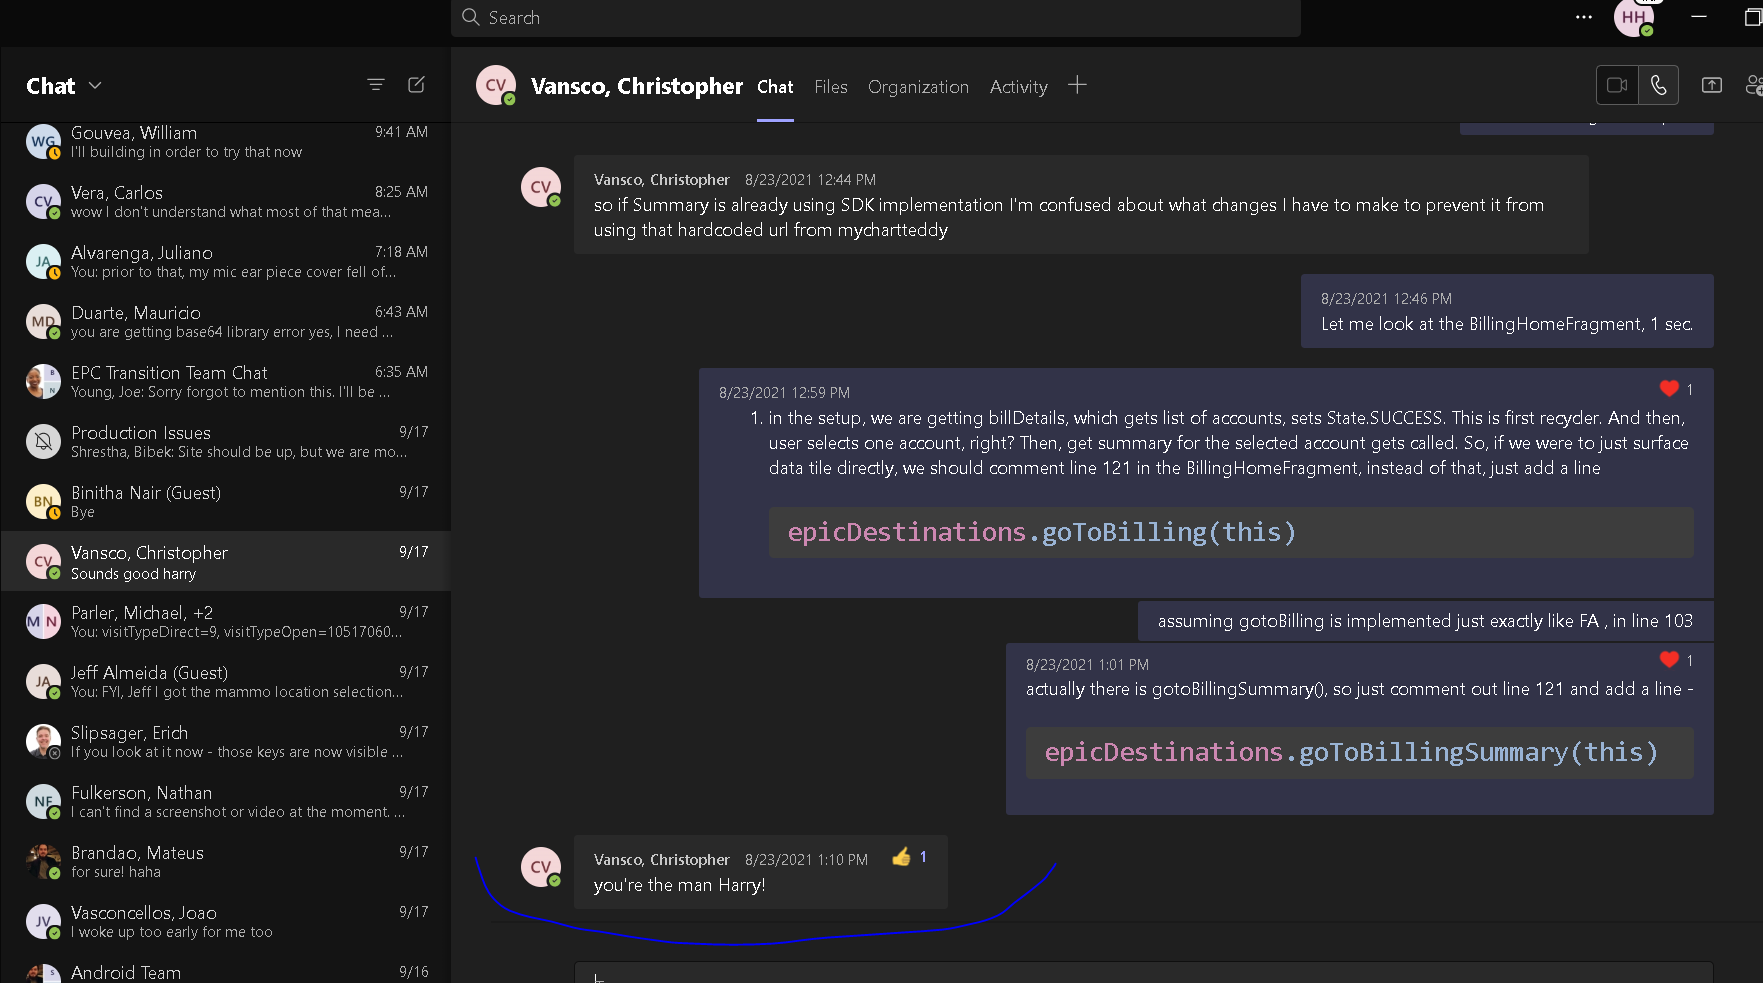 Search
HH
Chat
CV
Vansco, Christopher
Chat
Files
Organization
Activity
WG
Gouvea, William
9:41 AM
I'll building in order to try that now
CV
Vera, Carlos
8:25 AM
wow I don't understand what most of that mea...
JA
Alvarenga, Juliano
7:18 AM
You: prior to that, my mic ear piece cover fell of...
MD
Duarte, Mauricio
6:43 AM
you are getting base64 library error yes, I need ...
B
N
EPC Transition Team Chat
6:35 AM
Young, Joe: Sorry forgot to mention this. I'll be ...
Production Issues
9/17
Shrestha, Bibek: Site should be up, but we are mo...
BN
Binitha Nair (Guest)
9/17
Bye
CV
Vansco, Christopher
9/17
Sounds good harry
M N
Parler, Michael, +2
9/17
You: visitTypeDirect=9, visitTypeOpen=10517060...
JA
Jeff Almeida (Guest)
9/17
You: FYI, Jeff I got the mammo location selection...
Slipsager, Erich
9/17
If you look at it now - those keys are now visible ...
NF
Fulkerson, Nathan
9/17
I can't find a screenshot or video at the moment. ...
Brandao, Mateus
9/17
for sure! haha
JV
Vasconcellos, Joao
9/17
I woke up too early for me too
S
Android Team
9/16
CV
Vansco, Christopher 8/23/2021 12:44 PM
so if Summary is already using SDK implementation I'm confused about what changes I have to make to prevent it from
using that hardcoded url from mychartteddy
8/23/2021 12:46 PM
Let me look at the BillingHomeFragment, 1 sec.
8/23/2021 12:59 PM
1
1. in the setup, we are getting billDetails, which gets list of accounts, sets State.SUCCESS. This is first recycler. And then,
user selects one account, right? Then, get summary for the selected account gets called. So, if we were to just surface
data tile directly, we should comment line 121 in the BillingHomeFragment, instead of that, just add a line
epicDestinations.goToBilling(this)
assuming gotoBilling is implemented just exactly like FA , in line 103
8/23/2021 1:01 PM
1
actually there is gotoBillingSummary(), so just comment out line 121 and add a line -
epicDestinations.goToBillingSummary(this)
CV
Vansco, Christopher 8/23/2021 1:10 PM
1
you're the man Harry!